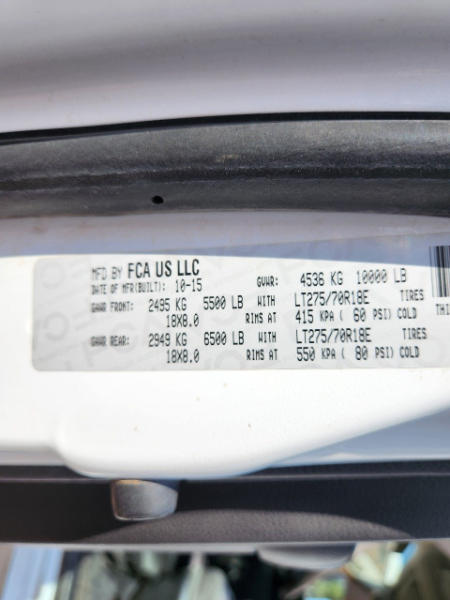 MFD BY FCA US LLC
DATE OF MFR(BUILT): 10-15 GVWR: 4536 KG 10000 LB
GAWR FRONT: 2495 KG 5500 LB WITH LT275/70R18E TIRES
18X8.0 RIMS AT 415 KPA ( 60 PSI) COLD THI
GAWR REAR: 2949 KG 6500 LB WITH LT275/70R18E TIRES
18X8.0 RIMS AT 550 KPA ( 80 PSI) COLD